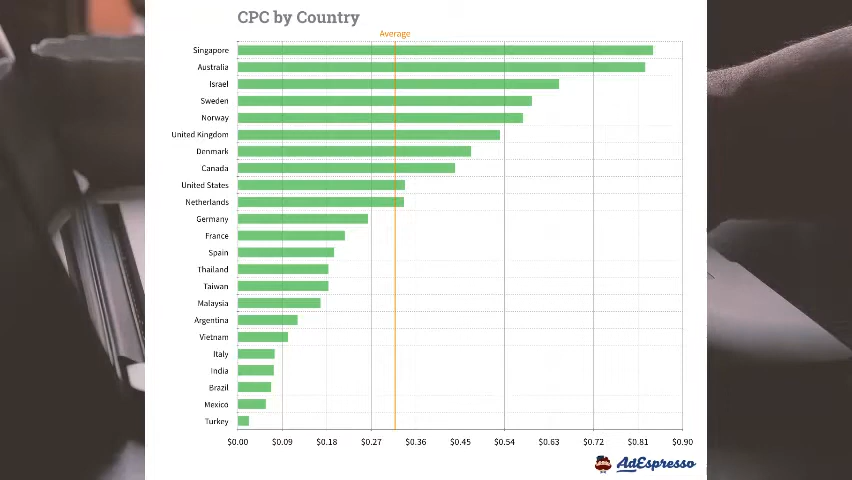 CPC by Country
Average
Singapore
Australia
Israel
Sweden
Norway
United Kingdom
Denmark
Canada
United States
Netherlands
Germany
France
Spain
Thailand
Taiwan
Malaysia
Argentina
Vietnam
Italy
India
Brazil
Mexico
Turkey
$0.00 $0.09 $0.18 $0.27 $0.36 $0.45 $0.54 $0.63 $0.72 $0.81 $0.90
AdEspresso